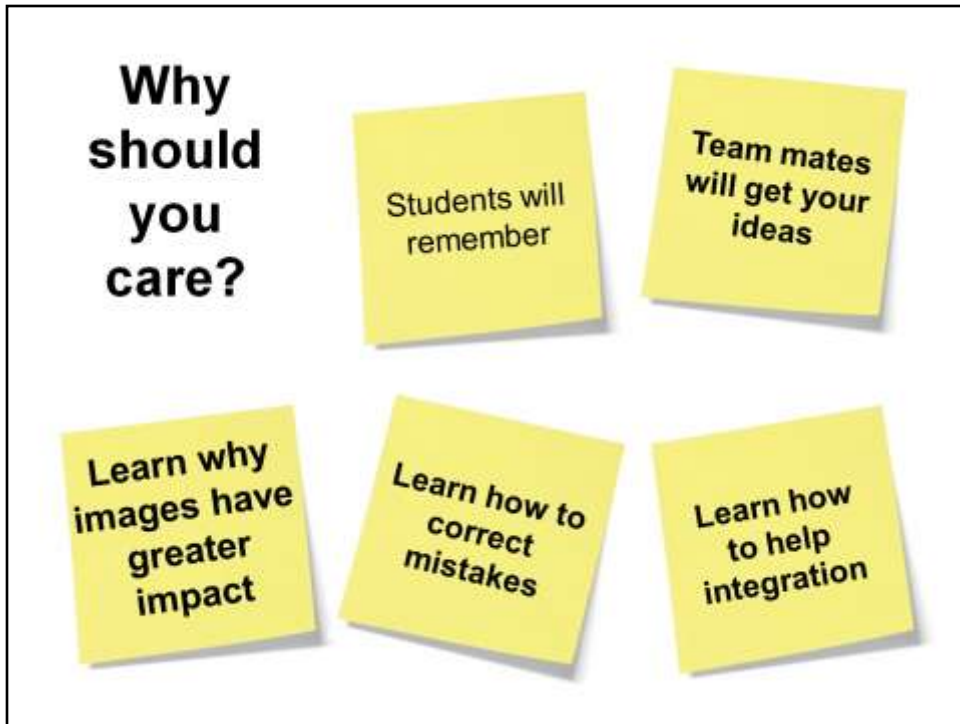 Why
should
you
care?
Students will
remember
Team mates
will get your
ideas
Learn why
images have
greater
impact
Learn how to
correct
mistakes
Learn how
to help
integration